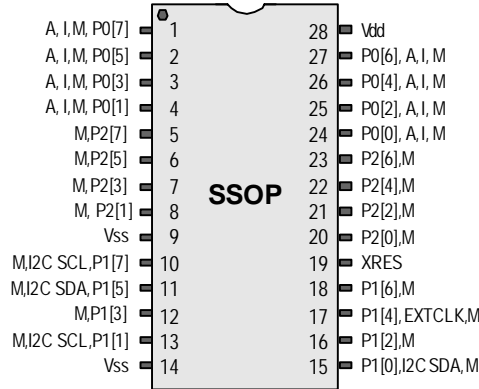 A, I, M, P0[7] 1 28 Vdd
A, I, M, P0[5] 2 27 P0[6], A, I, M
A, I, M, P0[3] 3 26 P0[4], A, I, M
A, I, M, P0[1] 4 25 P0[2], A, I, M
M,P2[7] 5 24 P0[0], A, I, M
M,P2[5] 6 23 P2[6],M
M,P2[3] 7 22 P2[4],M
SSOP
M, P2[1] 8 21 P2[2],M
Vss 9 20 P2[0],M
M,I2C SCL,P1[7] 10 19 XRES
M,I2C SDA,P1[5] 11 18 P1[6],M
M,P1[3] 12 17 P1[4],EXTCLK,M
M,I2C SCL,P1[1] 13 16 P1[2],M
Vss 14 15 P1[0],I2C SDA,M